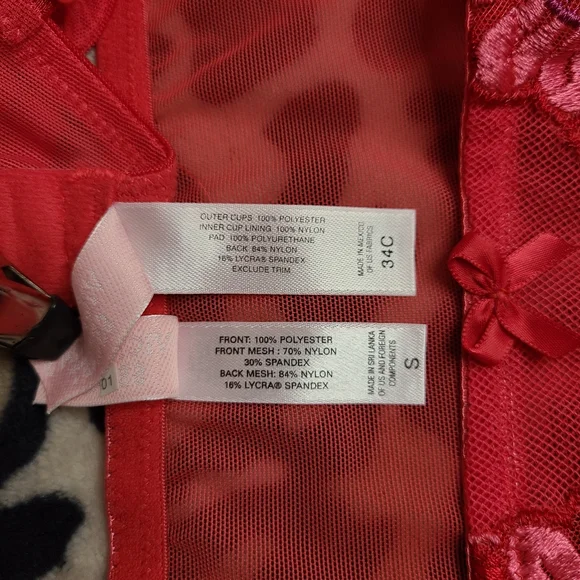 OUTER CUPS 100% POLYESTER
INNER CUP LINING 100% NYLON
PAD 100% POLYURETHANE
BACK: 84% NYLON
16% LYCRA® SPANDEX
EXCLUDE TRIM
MADE IN MEXICO
OF US FABRICS
34C
FRONT: 100% POLYESTER
FRONT MESH : 70% NYLON
30% SPANDEX
BACK MESH: 84% NYLON
16% LYCRA® SPANDEX
MADE IN SRI LANKA
OF US AND FOREIGN
COMPONENTS
S
01